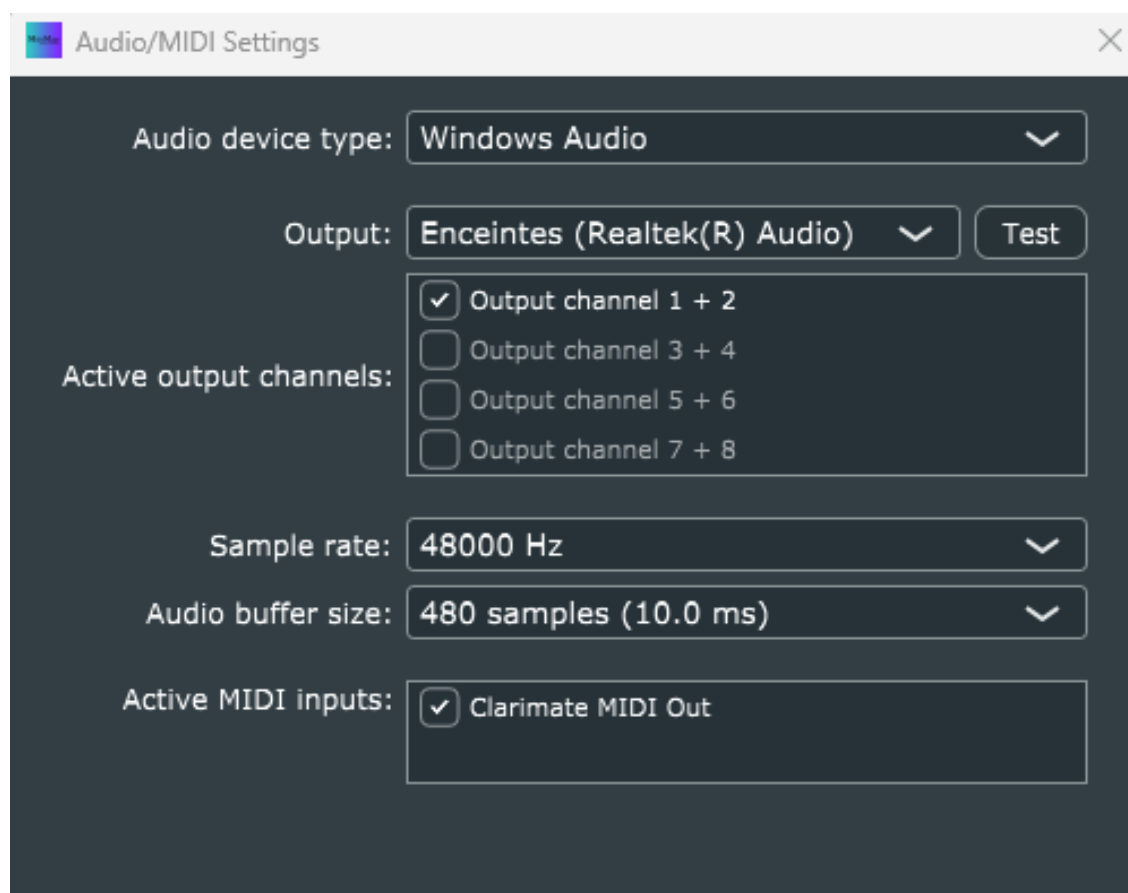 Audio/MIDI Settings
Audio device type: Windows Audio
Output: Enceintes (Realtek(R) Audio) Test
Active output channels:
Output channel 1 + 2
Output channel 3 + 4
Output channel 5 + 6
Output channel 7 + 8
Sample rate: 48000 Hz
Audio buffer size: 480 samples (10.0 ms)
Active MIDI inputs: Clarimate MIDI Out